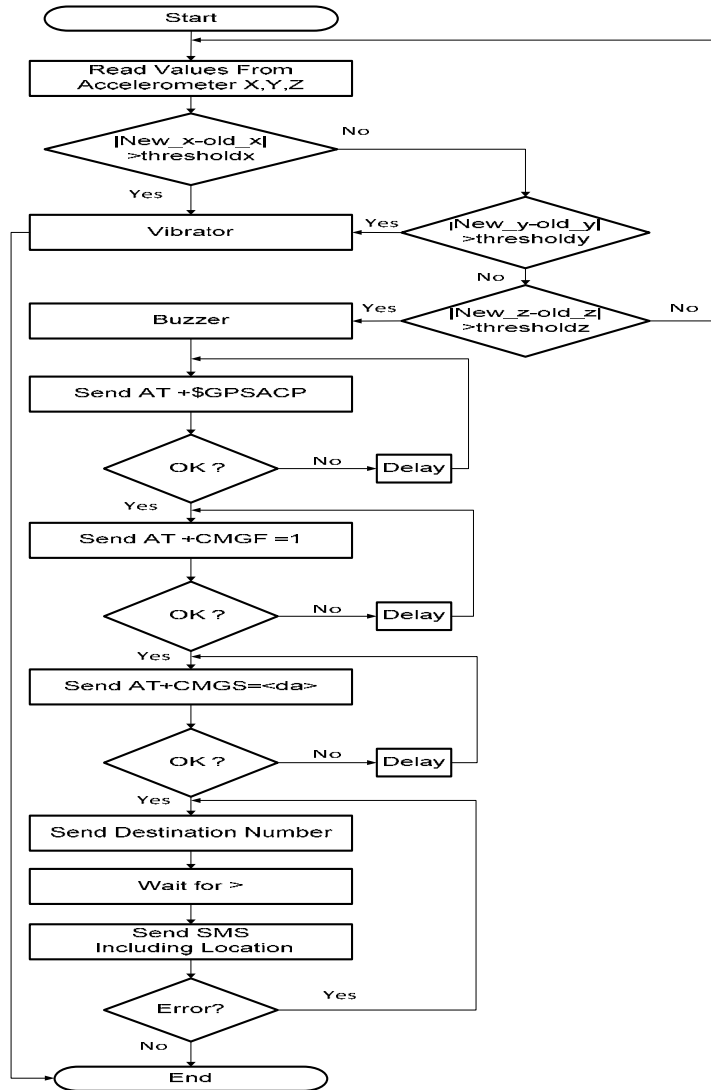 Start
Read Values From
Accelerometer X,Y,Z
|New_x-old_x|
>thresholdx
No
Yes
Vibrator
Yes
|New_y-old_y|
>thresholdy
No
Buzzer
Yes
|New_z-old_z|
>thresholdz
No
Send AT +$GPSACP
OK ?
No
Delay
Yes
Send AT +CMGF =1
OK ?
No
Delay
Yes
Send AT+CMGS=<da>
OK ?
No
Delay
Yes
Send Destination Number
Wait for >
Send SMS
Including Location
Error?
Yes
No
End